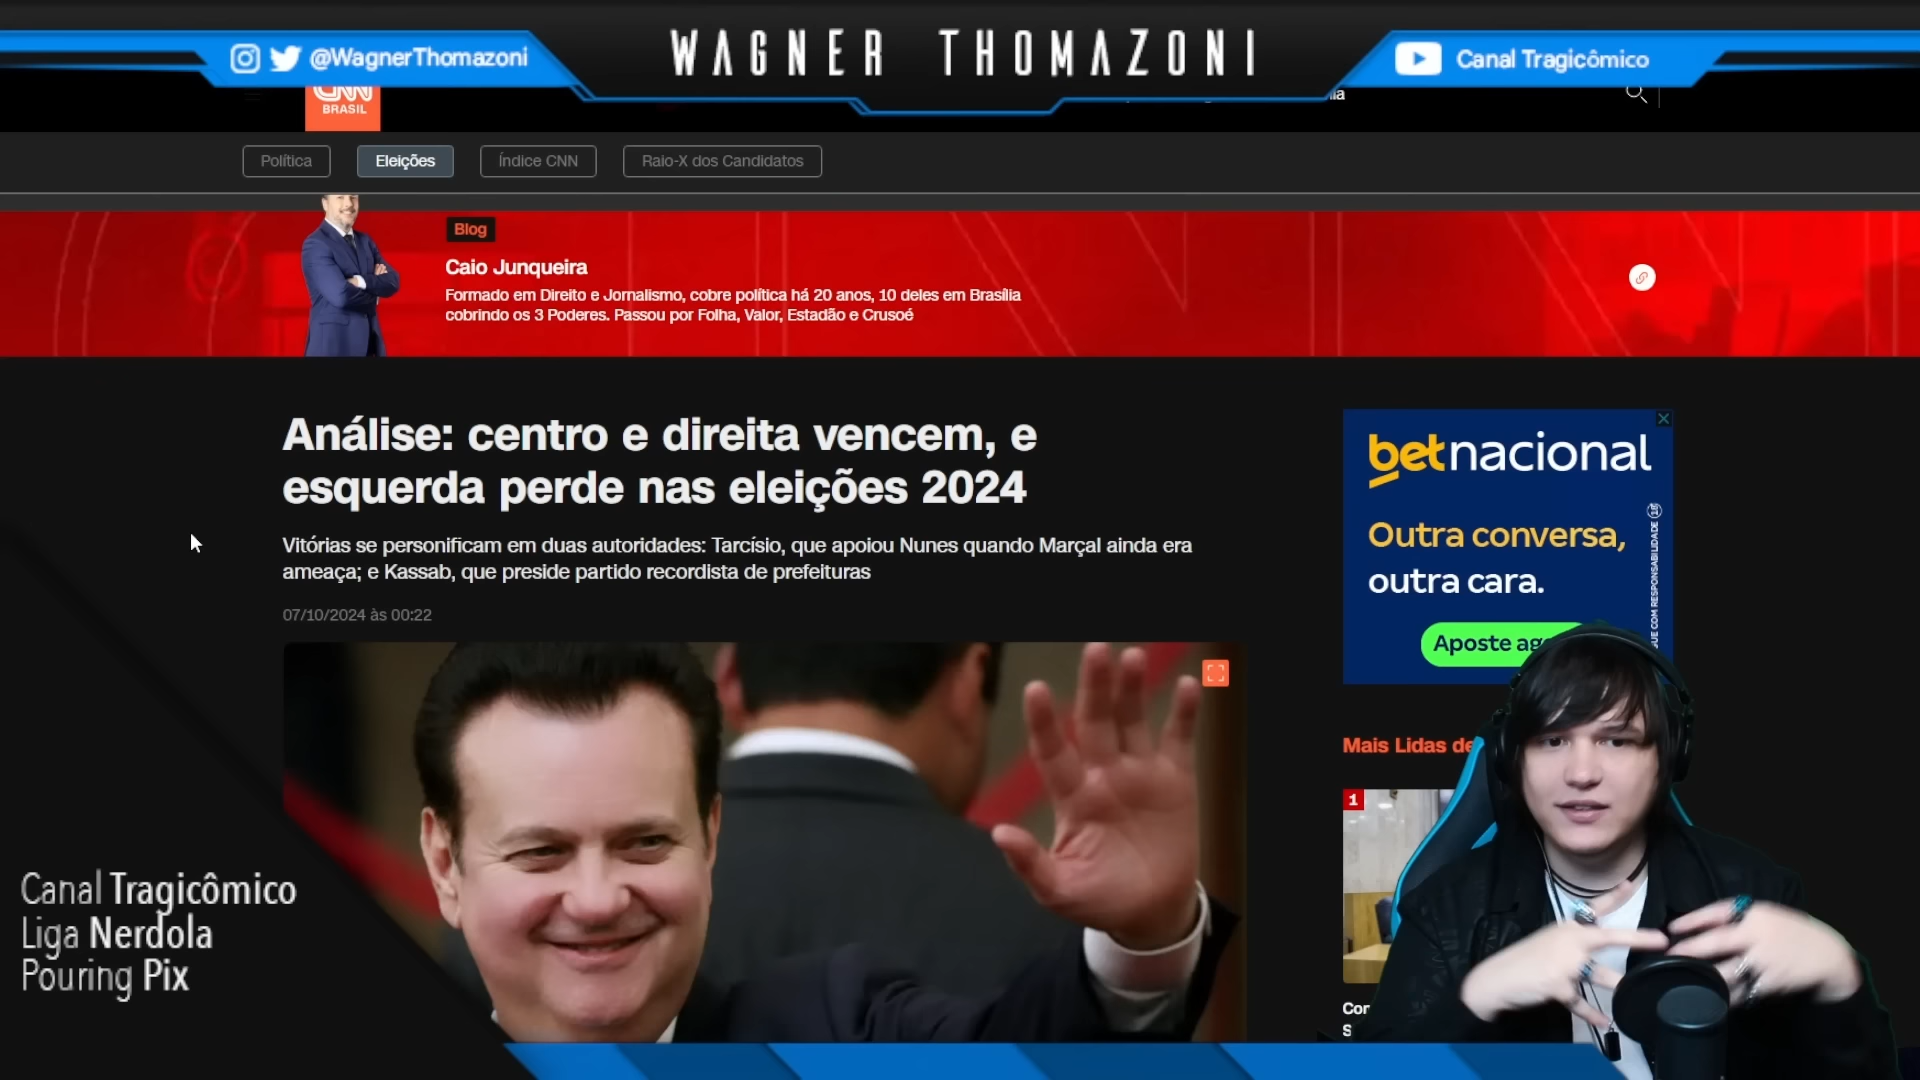 @WagnerThomazoni
WAGNER THOMAZONI
Canal Tragicômico
CNN
BRASIL
Política
Eleições
Índice CNN
Raio-X dos Candidatos
Blog
Caio Junqueira
Formado em Direito e Jornalismo, cobre política há 20 anos, 10 deles em Brasília
cobrindo os 3 Poderes. Passou por Folha, Valor, Estadão e Crusoé
Análise: centro e direita vencem, e
esquerda perde nas eleições 2024
Vitórias se personificam em duas autoridades: Tarcísio, que apoiou Nunes quando Marçal ainda era
ameaça; e Kassab, que preside partido recordista de prefeituras
07/10/2024 às 00:22
betnacional
Outra conversa,
outra cara.
Aposte
COM RESPONSABILIDADE
Mais Lidas
1
Canal Tragicômico
Liga Nerdola
Pouring Pix